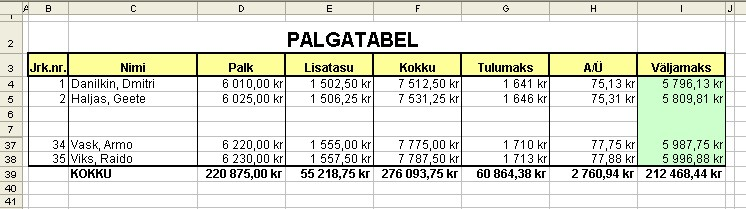 A B C D E F G H I J
1
2 PALGATABEL
3 Jrk.nr. Nimi Palk Lisatasu Kokku Tulumaks A/Ü Väljamaks
4 1 Danilkin, Dmitri 6 010,00 kr 1 502,50 kr 7 512,50 kr 1 641 kr 75,13 kr 5 796,13 kr
5 2 Haljas, Geete 6 025,00 kr 1 506,25 kr 7 531,25 kr 1 646 kr 75,31 kr 5 809,81 kr
6
7
37 34 Vask, Armo 6 220,00 kr 1 555,00 kr 7 775,00 kr 1 710 kr 77,75 kr 5 987,75 kr
38 35 Viks, Raido 6 230,00 kr 1 557,50 kr 7 787,50 kr 1 713 kr 77,88 kr 5 996,88 kr
39 KOKKU 220 875,00 kr 55 218,75 kr 276 093,75 kr 60 864,38 kr 2 760,94 kr 212 468,44 kr
40
41